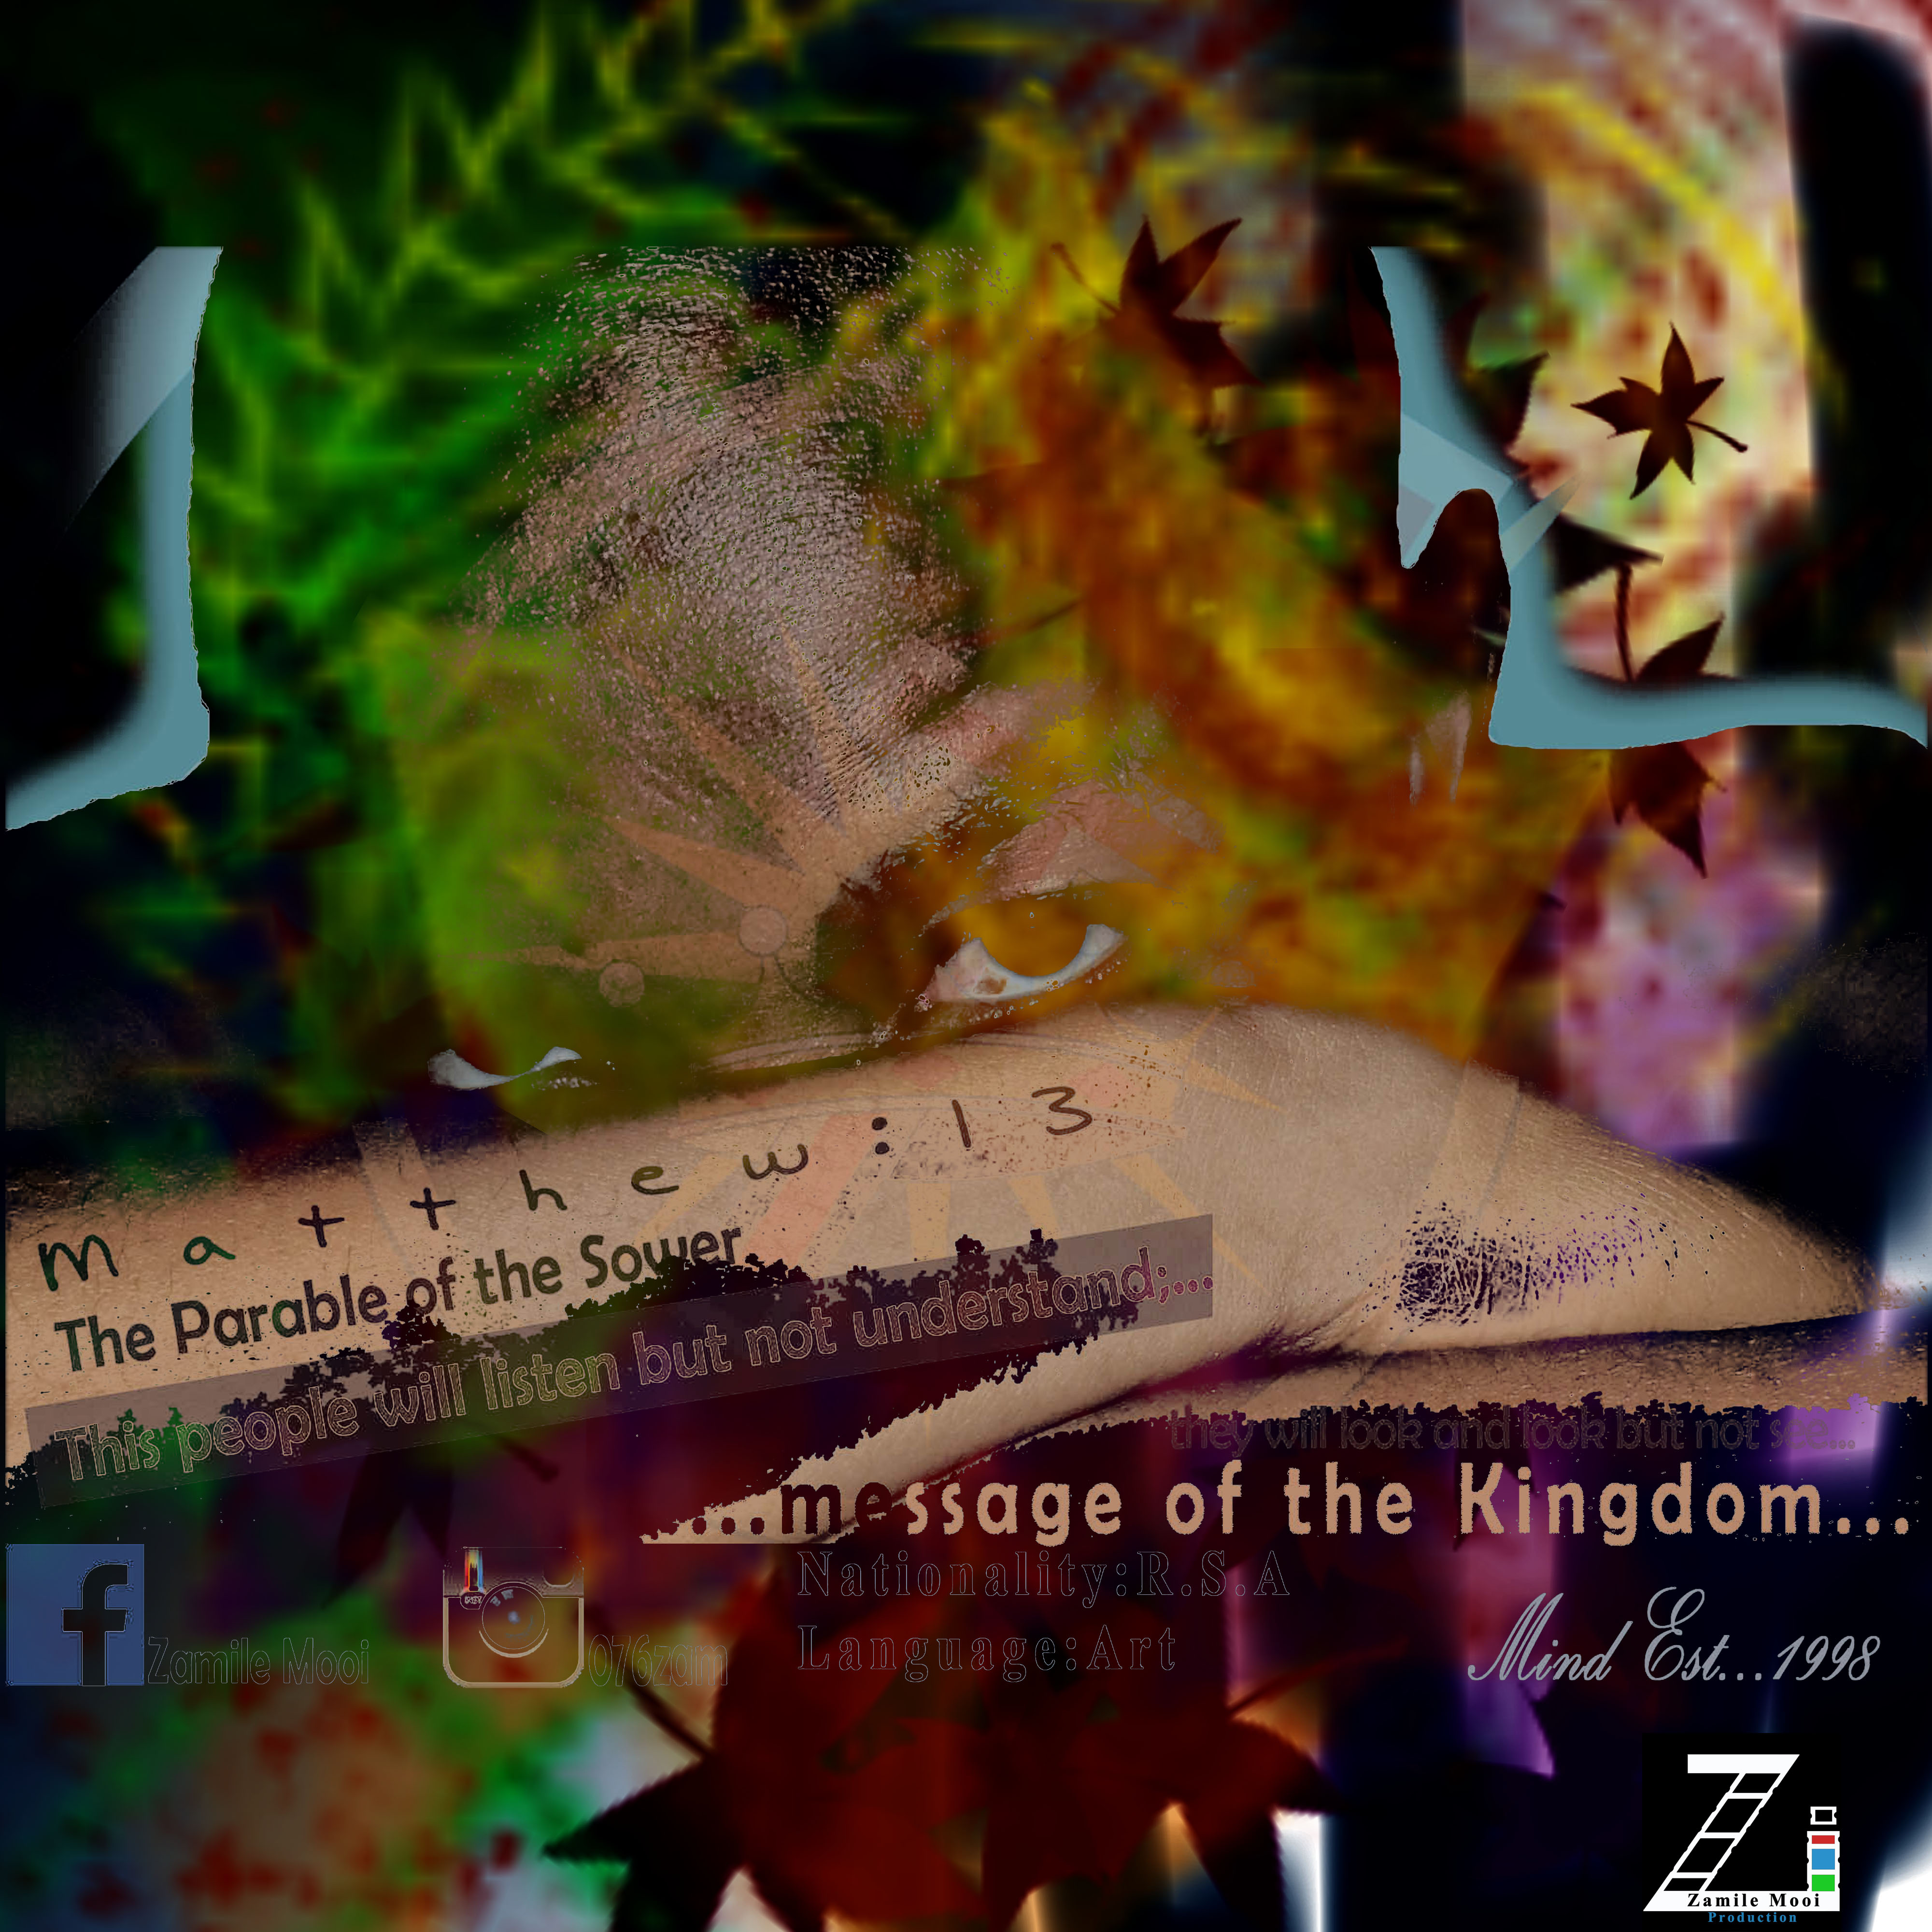 matthew:13
The Parable of the Sower
This people will listen but not understand;...
they will look and look but not see...
...message of the Kingdom...
Zamile Mooi
076zam
Nationality:R.S.A
Language:Art
Mind Est...1998
Zi
Zamile Mooi
Production